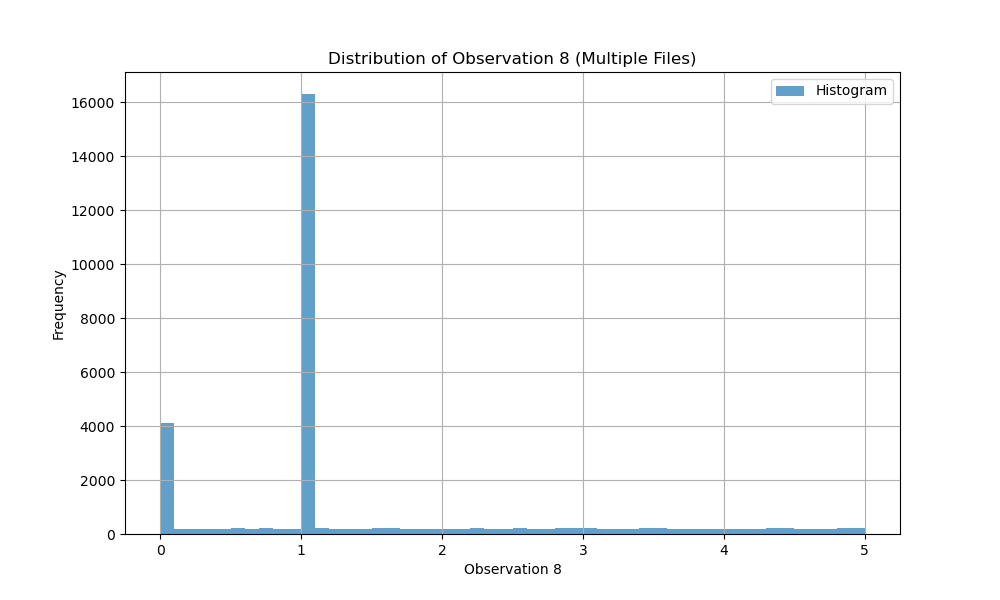 Distribution of Observation 8 (Multiple Files)
Histogram
16000
14000
12000
10000
8000
6000
4000
2000
0
Frequency
0 1 2 3 4 5
Observation 8